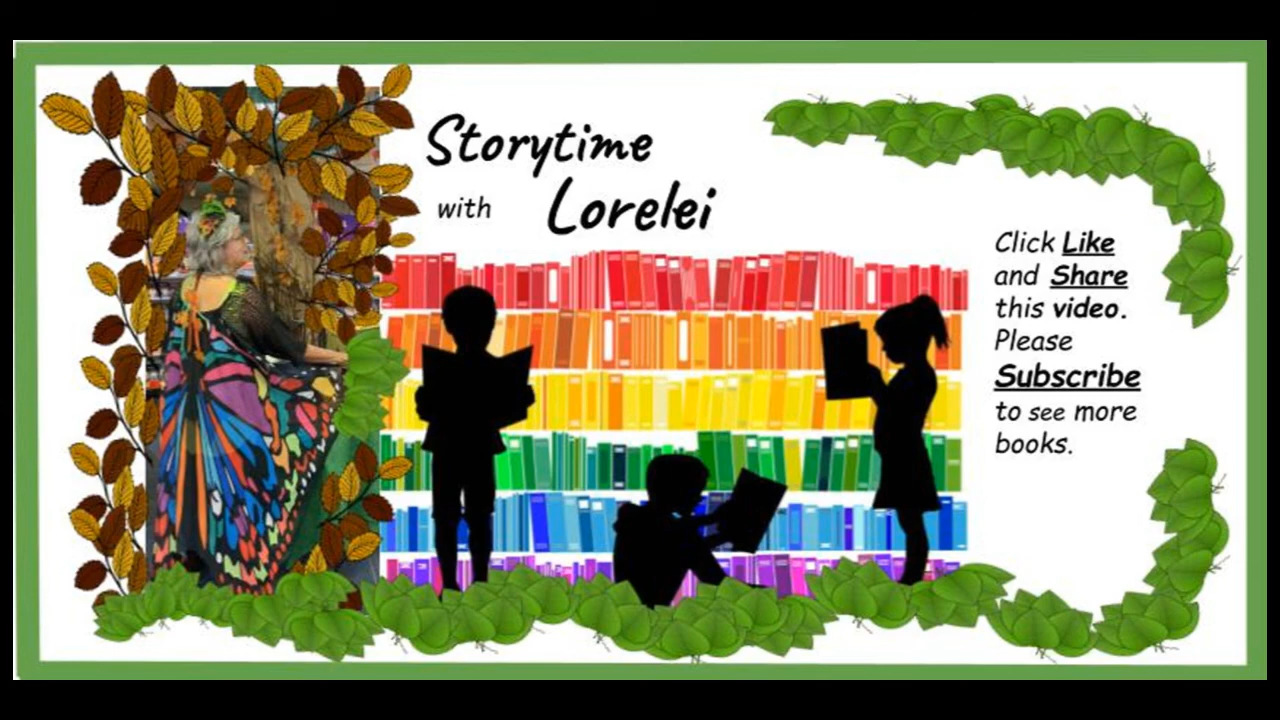 Storytime
with Lorelei
Click Like
and Share
this video.
Please
Subscribe
to see more
books.